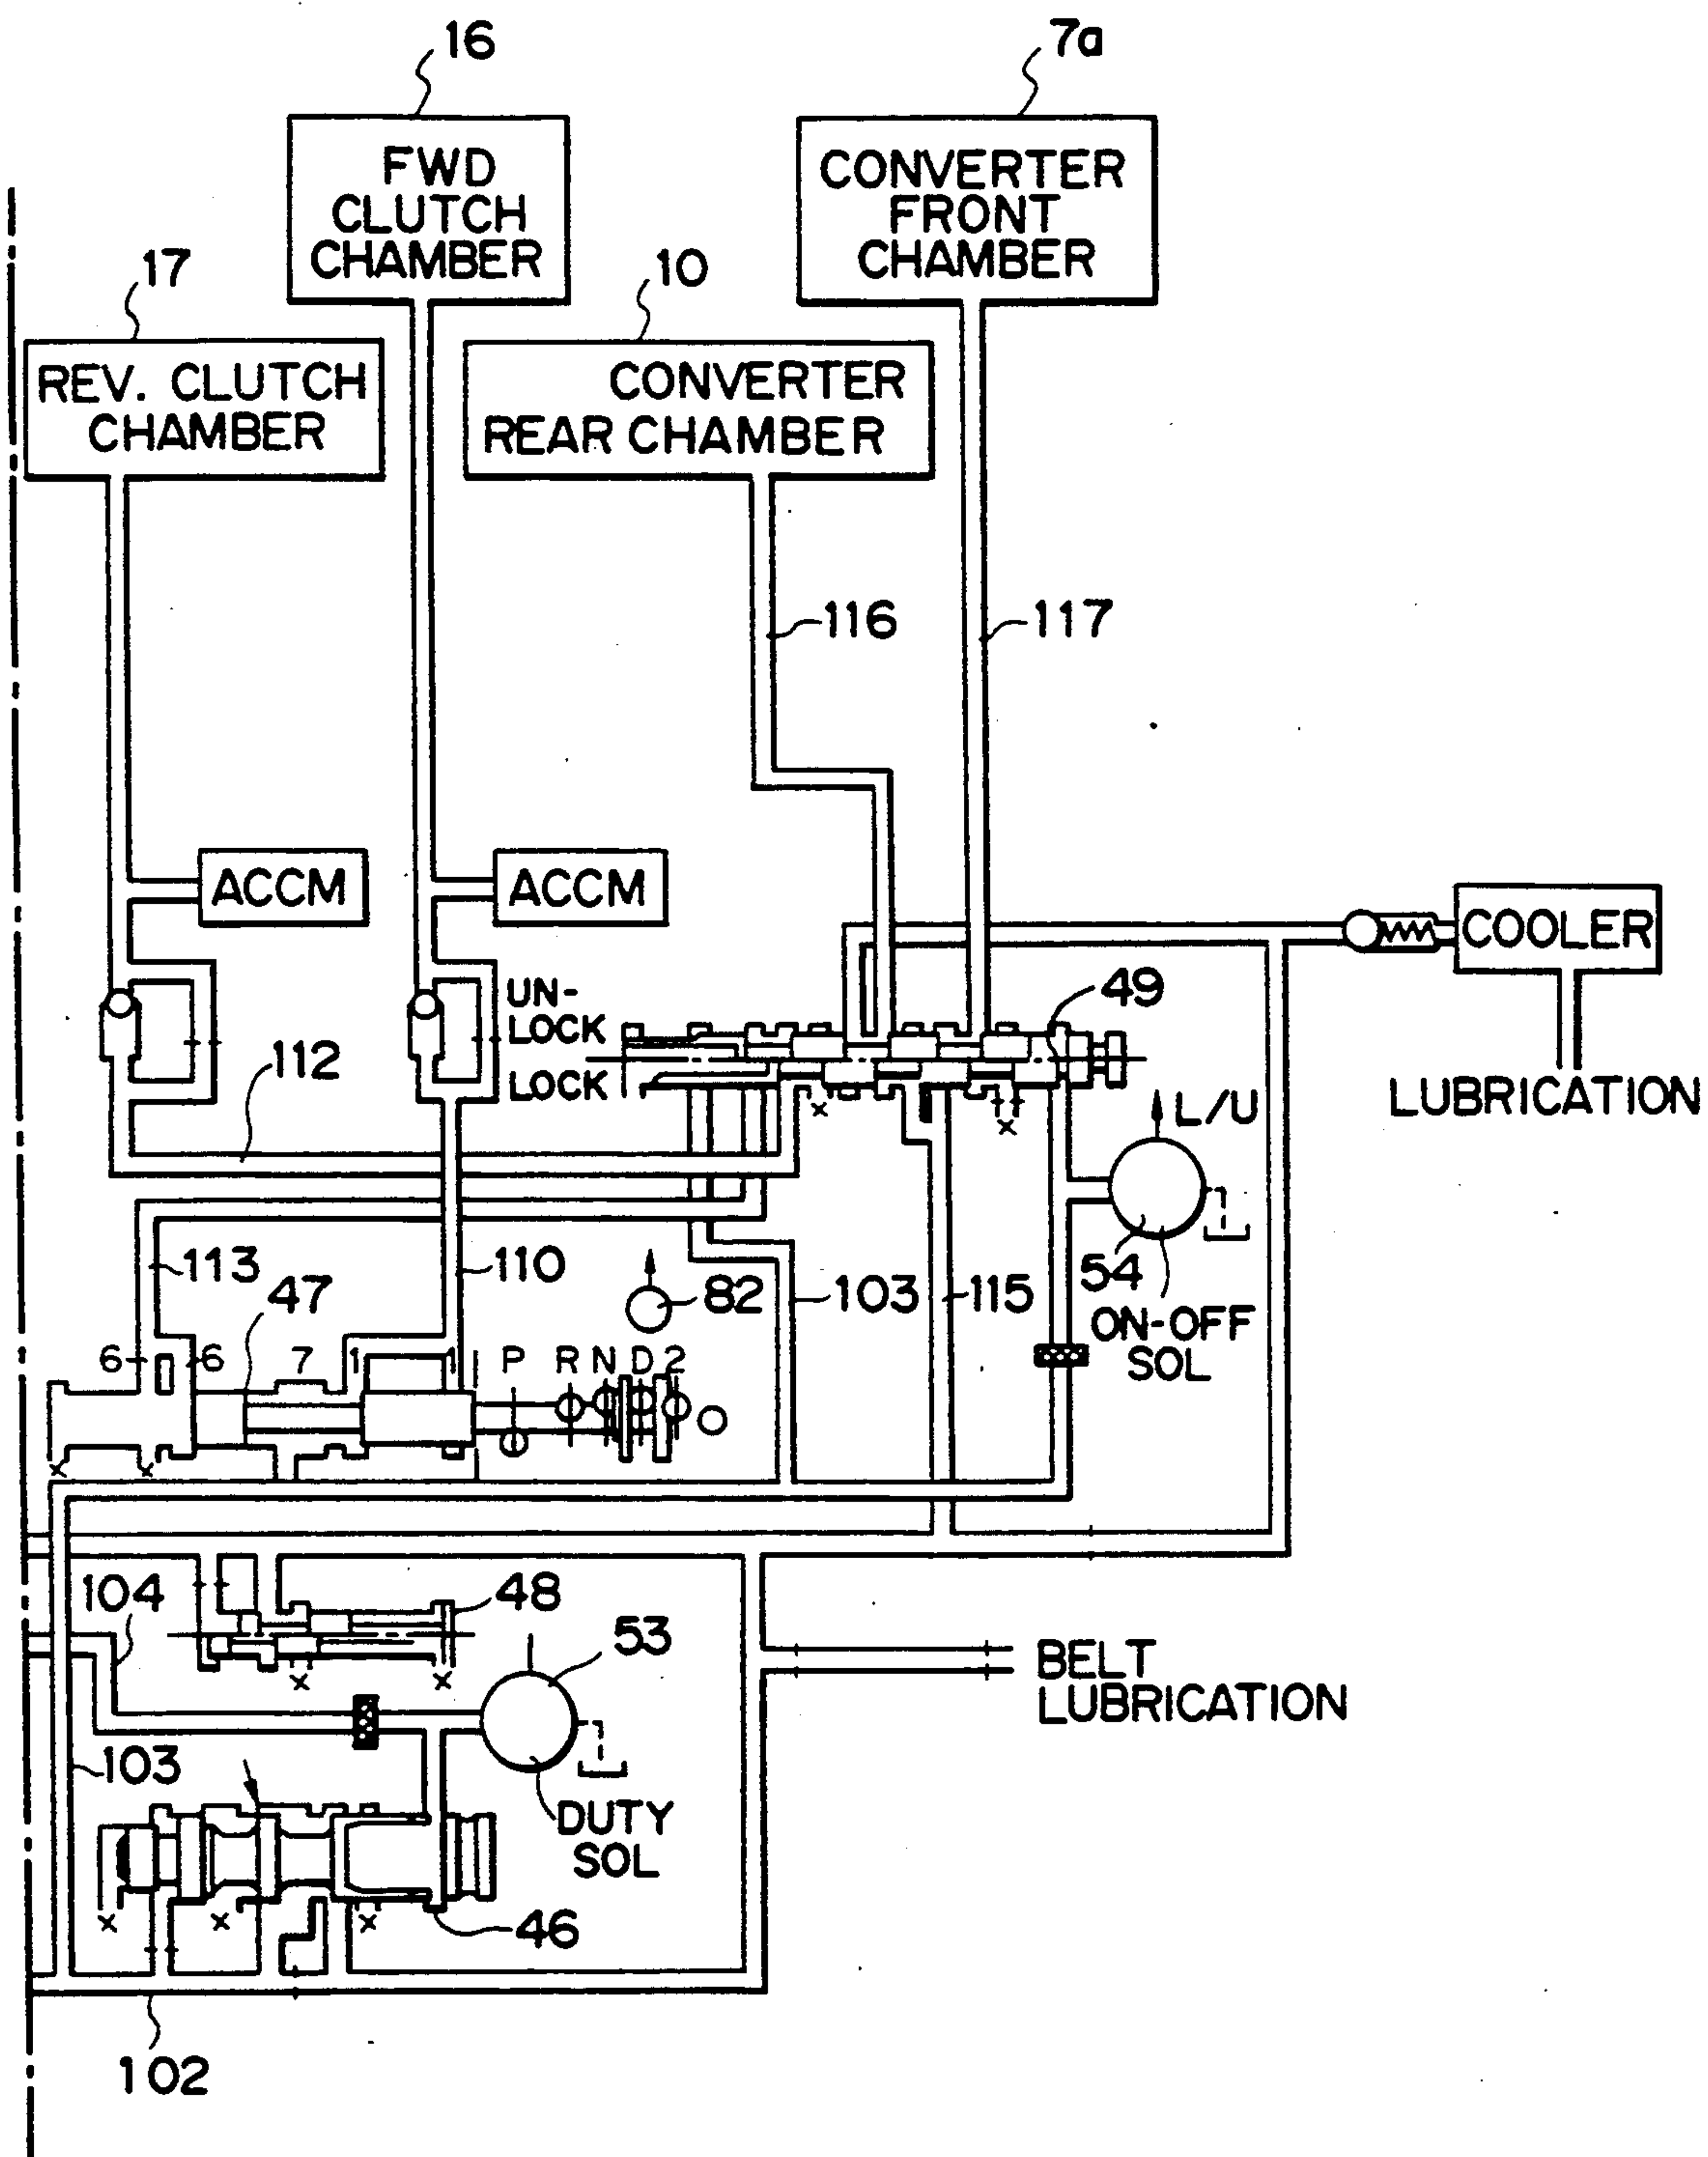 16
7a
FWD
CLUTCH
CHAMBER
CONVERTER
FRONT
CHAMBER
17
10
REV. CLUTCH
CHAMBER
CONVERTER
REAR CHAMBER
116
117
ACCM
ACCM
COOLER
UN-
LOCK
49
LOCK
112
LUBRICATION
L/U
x
x
113
110
82
103
115
54
47
ON-OFF
SOL
6
6
7
1
1
P
R
N
D
2
x
x
104
48
53
BELT
LUBRICATION
x
x
103
DUTY
SOL
x
x
x
46
102